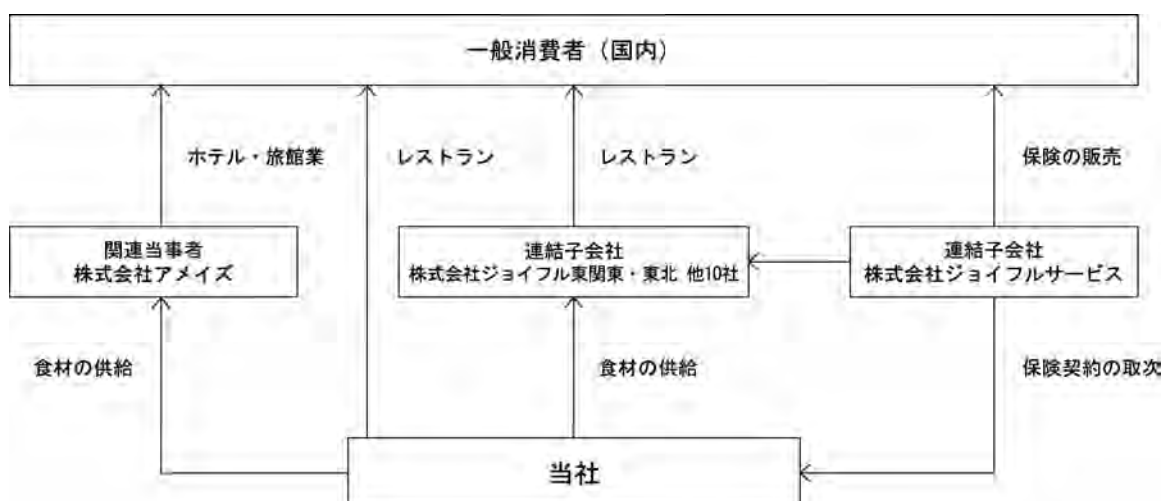 一般消費者（国内）
ホテル・旅館業
レストラン
レストラン
保険の販売
関連当事者
株式会社アメイズ
連結子会社
株式会社ジョイフル東関東・東北 他10社
連結子会社
株式会社ジョイフルサービス
食材の供給
食材の供給
保険契約の取次
当社